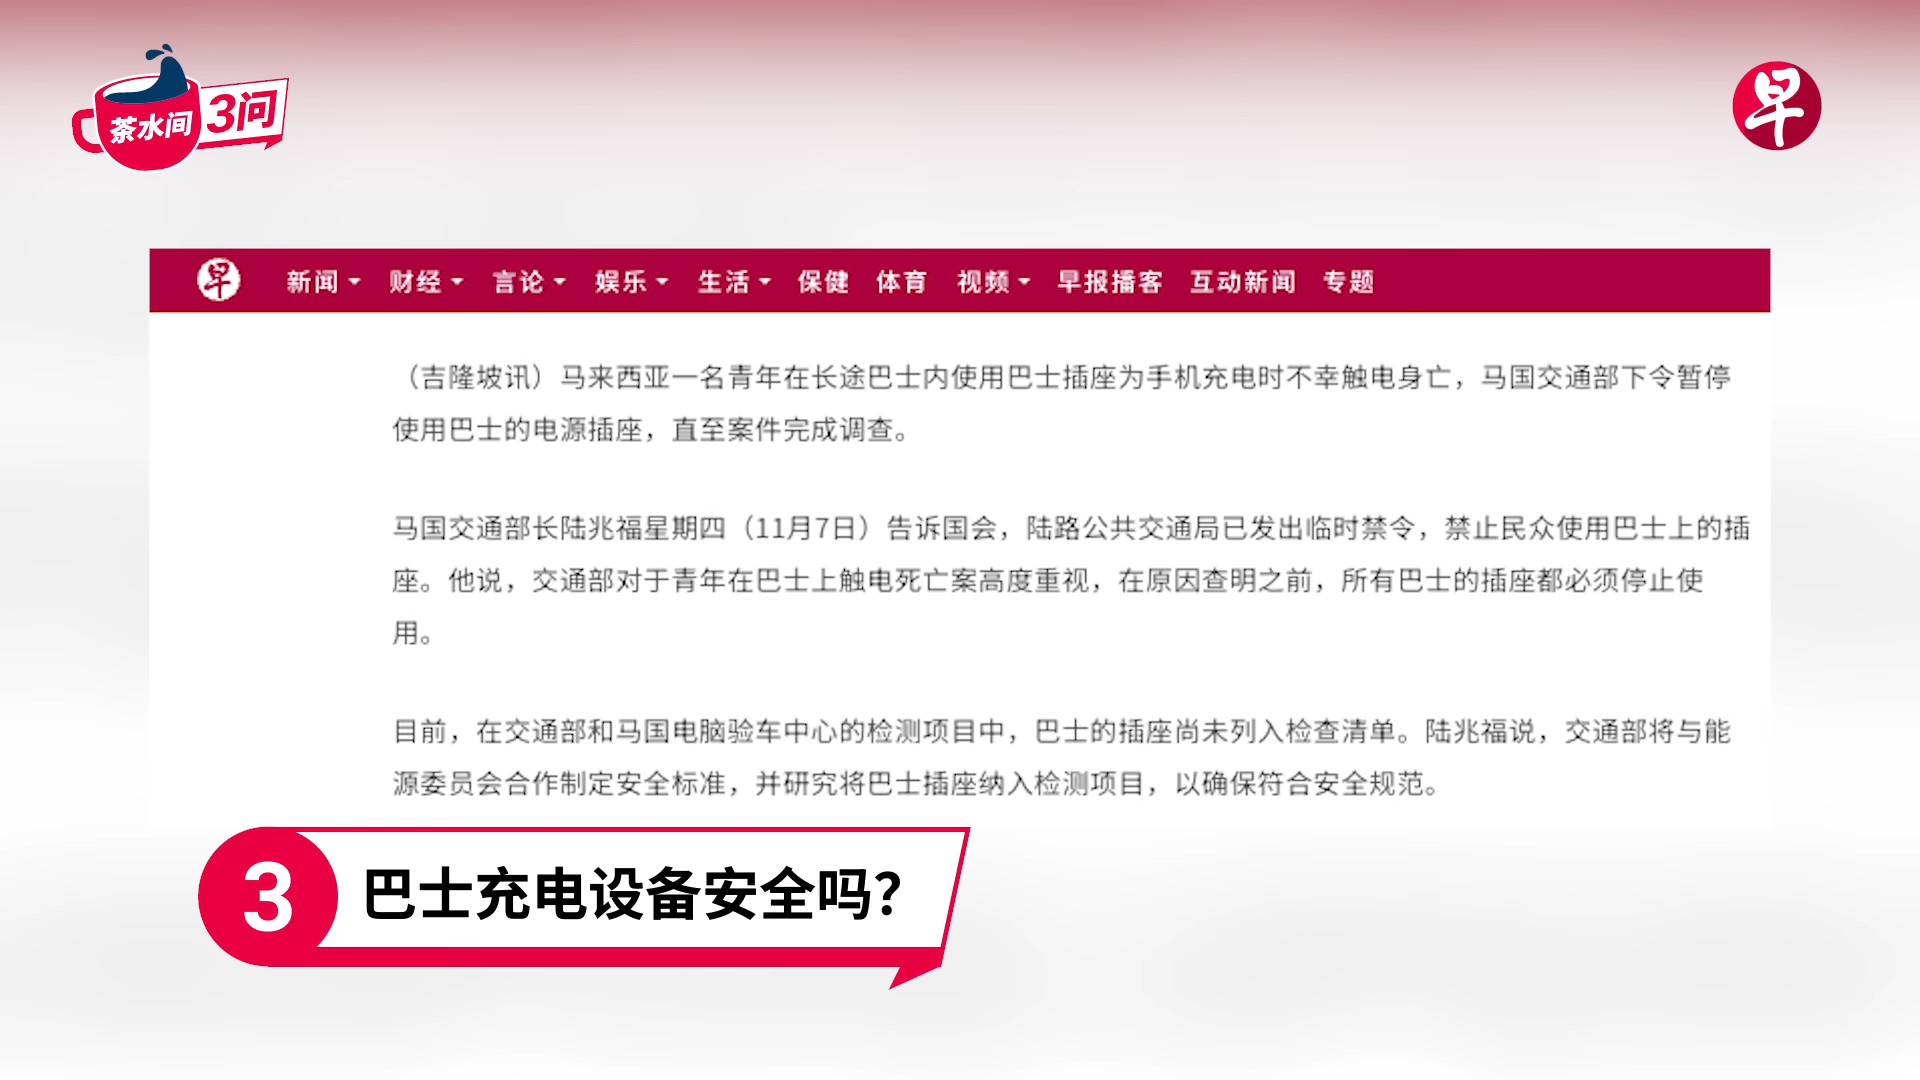 茶水间 3问
早
早 新闻 财经 言论 娱乐 生活 保健 体育 视频 早报播客 互动新闻 专题
（吉隆坡讯）马来西亚一名青年在长途巴士内使用巴士插座为手机充电时不幸触电身亡，马国交通部下令暂停
使用巴士的电源插座，直至案件完成调查。
马国交通部长陆兆福星期四（11月7日）告诉国会，陆路公共交通局已发出临时禁令，禁止民众使用巴士上的插
座。他说，交通部对于青年在巴士上触电死亡案高度重视，在原因查明之前，所有巴士的插座都必须停止使
用。
目前，在交通部和马国电脑验车中心的检测项目中，巴士的插座尚未列入检查清单。陆兆福说，交通部将与能
源委员会合作制定安全标准，并研究将巴士插座纳入检测项目，以确保符合安全规范。
3 巴士充电设备安全吗？